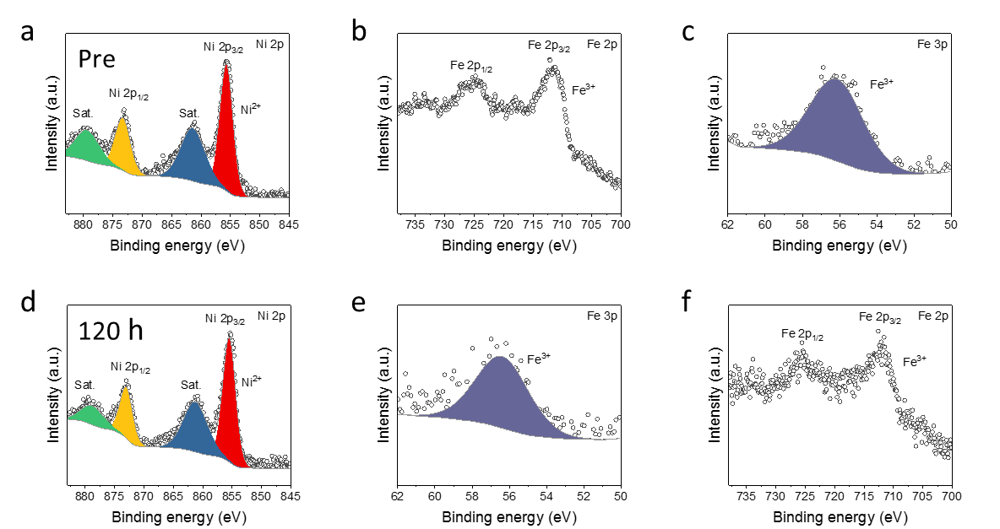 a
Pre
Ni 2p1/2
Sat.
Sat.
Ni 2p3/2
Ni 2p
Ni2+
Intensity (a.u.)
880 875 870 865 860 855 850 845
Binding energy (eV)
b
Fe 2p1/2
Fe 2p3/2
Fe 2p
Fe3+
Intensity (a.u.)
735 730 725 720 715 710 705 700
Binding energy (eV)
c
Fe 3p
Fe3+
Intensity (a.u.)
62 60 58 56 54 52 50
Binding energy (eV)
d
120 h
Ni 2p1/2
Sat.
Sat.
Ni 2p3/2
Ni 2p
Ni2+
Intensity (a.u.)
880 875 870 865 860 855 850 845
Binding energy (eV)
e
Fe 3p
Fe3+
Intensity (a.u.)
62 60 58 56 54 52 50
Binding energy (eV)
f
Fe 2p1/2
Fe 2p3/2
Fe 2p
Fe3+
Intensity (a.u.)
735 730 725 720 715 710 705 700
Binding energy (eV)